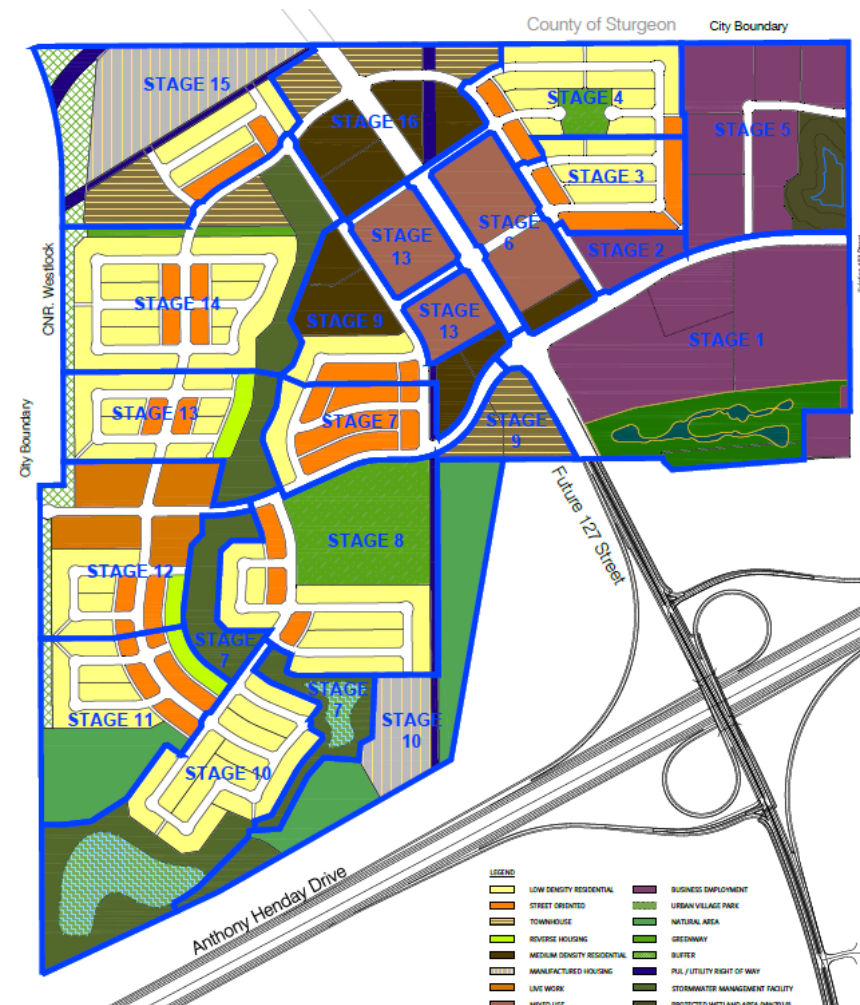 County of Sturgeon
City Boundary
STAGE 15
STAGE 4
STAGE 16
STAGE 5
STAGE 3
STAGE
6
STAGE
13
STAGE 2
CNR. Westlock
STAGE 14
STAGE 9
STAGE
13
STAGE 1
STAGE 13
STAGE 7
STAGE
9
City Boundary
Future 127 Street
STAGE 8
STAGE 12
STAGE
7
STAGE
7
STAGE 11
STAGE
10
STAGE 10
Anthony Henday Drive
LEGEND
LOW DENSITY RESIDENTIAL
STREET ORIENTED
TOWNHOUSE
REVERSE HOUSING
MEDIUM DENSITY RESIDENTIAL
MANUFACTURED HOUSING
LIVE WORK
MIXED USE
BUSINESS EMPLOYMENT
URBAN VILLAGE PARK
NATURAL AREA
GREENWAY
BUFFER
PUL / UTILITY RIGHT OF WAY
STORMWATER MANAGEMENT FACILITY
PROTECTED WETLAND AREA